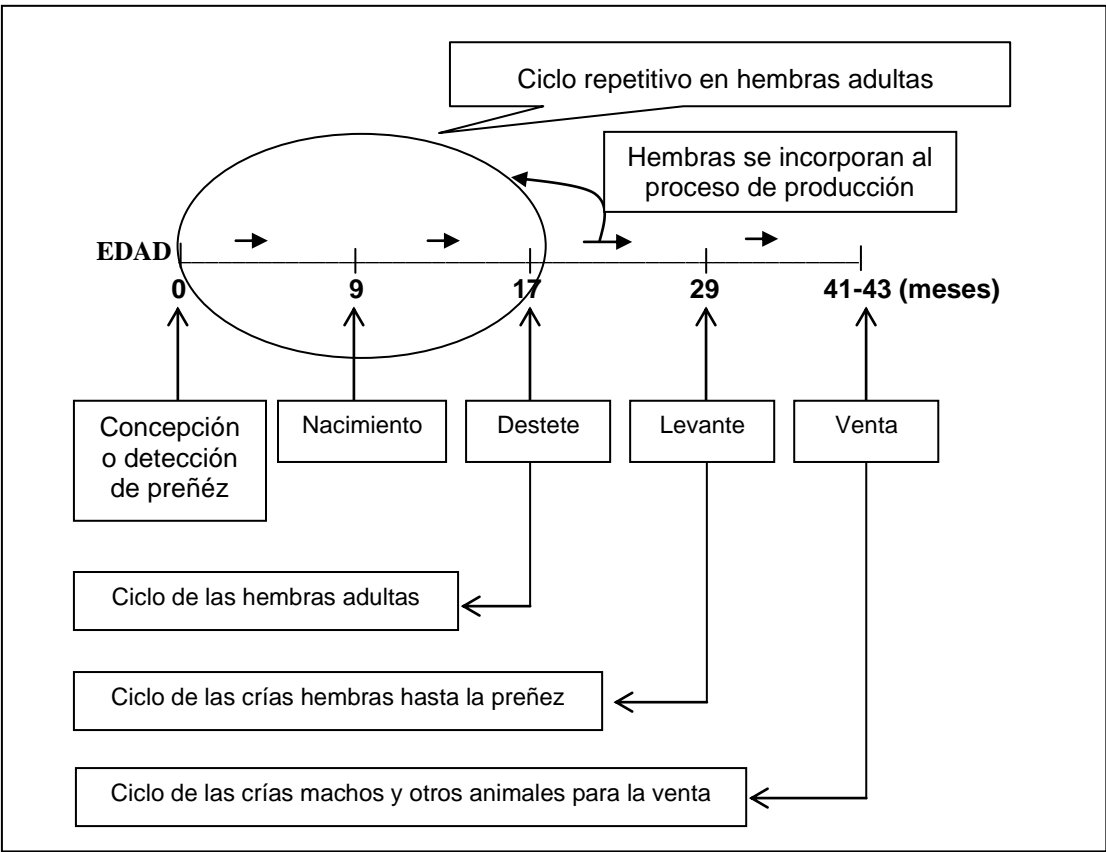 Ciclo repetitivo en hembras adultas
Hembras se incorporan al
proceso de producción
EDAD
0 9 17 29 41-43 (meses)
Concepción
o detección
de preñéz
Nacimiento
Destete
Levante
Venta
Ciclo de las hembras adultas
Ciclo de las crías hembras hasta la preñez
Ciclo de las crías machos y otros animales para la venta